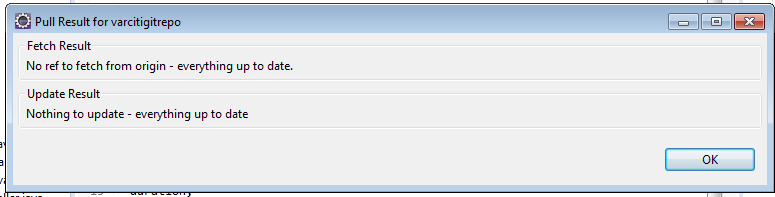 Pull Result for varcitigitrepo
Fetch Result
No ref to fetch from origin - everything up to date.
Update Result
Nothing to update - everything up to date
OK